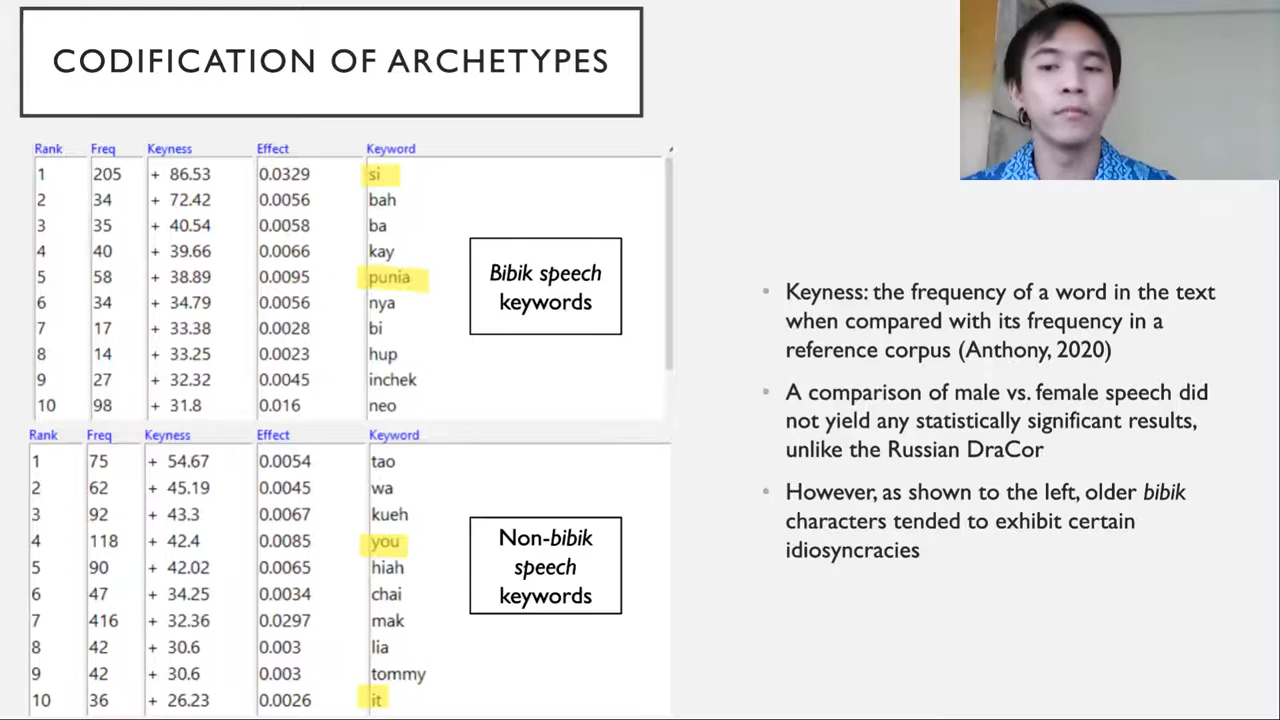 CODIFICATION OF ARCHETYPES
Rank Freq Keyness Effect Keyword
1 205 + 86.53 0.0329 si
2 34 + 72.42 0.0056 bah
3 35 + 40.54 0.0058 ba
4 40 + 39.66 0.0066 kay
5 58 + 38.89 0.0095 punia
6 34 + 34.79 0.0056 nya
7 17 + 33.38 0.0028 bi
8 14 + 33.25 0.0023 hup
9 27 + 32.32 0.0045 inchek
10 98 + 31.8 0.016 neo
Bibik speech
keywords
Rank Freq Keyness Effect Keyword
1 75 + 54.67 0.0054 tao
2 62 + 45.19 0.0045 wa
3 92 + 43.3 0.0067 kueh
4 118 + 42.4 0.0085 you
5 90 + 42.02 0.0065 hiah
6 47 + 34.25 0.0034 chai
7 416 + 32.36 0.0297 mak
8 42 + 30.6 0.003 lia
9 42 + 30.6 0.003 tommy
10 36 + 26.23 0.0026 it
Non-bibik
speech
keywords
• Keyness: the frequency of a word in the text
when compared with its frequency in a
reference corpus (Anthony, 2020)
• A comparison of male vs. female speech did
not yield any statistically significant results,
unlike the Russian DraCor
• However, as shown to the left, older bibik
characters tended to exhibit certain
idiosyncracies